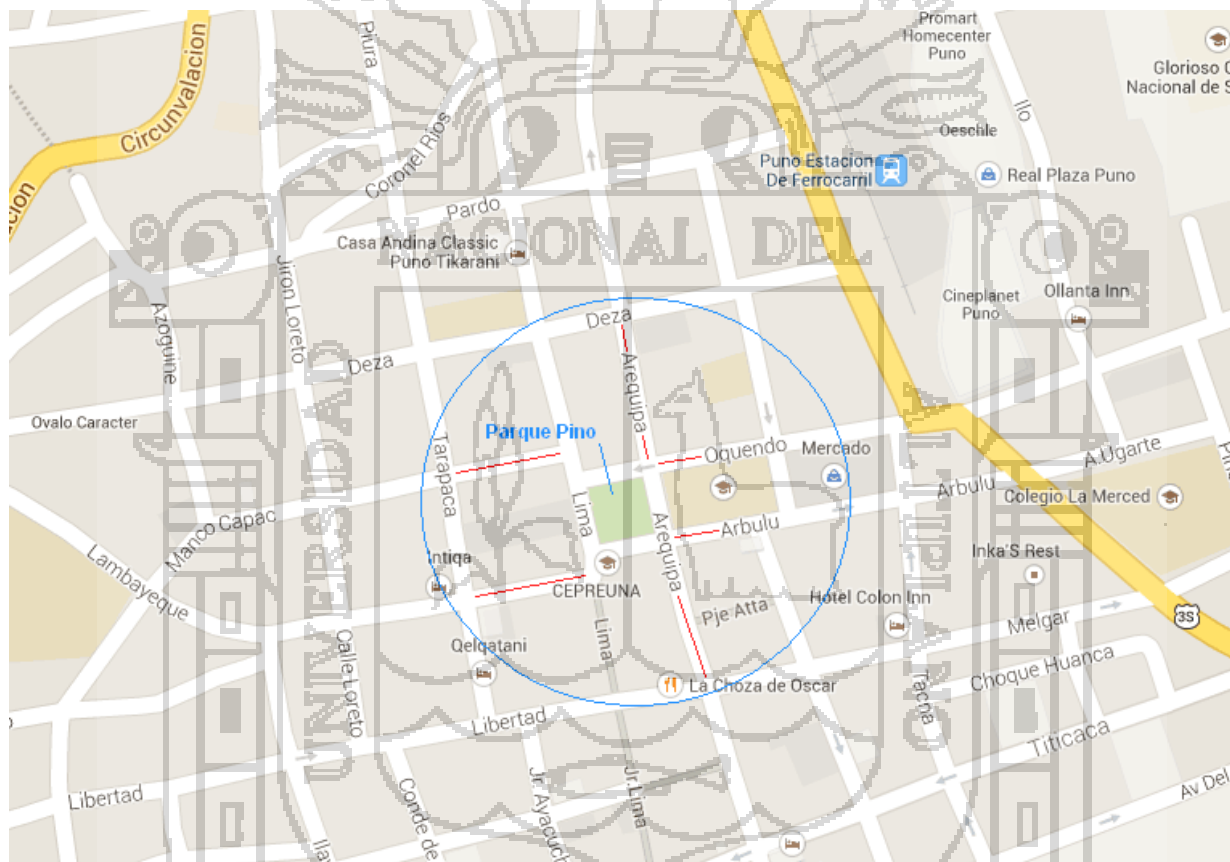 Promart
Homecenter
Puno
Glorioso C
Nacional de S
Piura
Circunvalacion
Ilo
Oeschle
Coronel Rios
Puno Estacion
De Ferrocarril
Real Plaza Puno
acion
Pardo
NACIONAL DEL
Casa Andina Classic
Puno Tikarani
Jiron Loreto
Cineplanet
Puno
Ollanta Inn
Azoguine
Deza
Deza
Arequipa
Ovalo Caracter
Parque Pino
Tarapaca
Oquendo
Mercado
A.Ugarte
Lima
Arbulu
Colegio La Merced
Manco Capac
Arequipa
Arbulu
Lambayeque
Intiqa
CEPREUNA
Inka'S Rest
Hotel Colon Inn
Pje Atta
3S
Melgar
Lima
Qelqatani
Calle Loreto
La Choza de Oscar
Choque Huanca
Tacna
Libertad
Titicaca
Libertad
Jr. Ayacuch
Jr.Lima
Conde de
Av Del
UNIVERSIDAD
ALTIPLANO